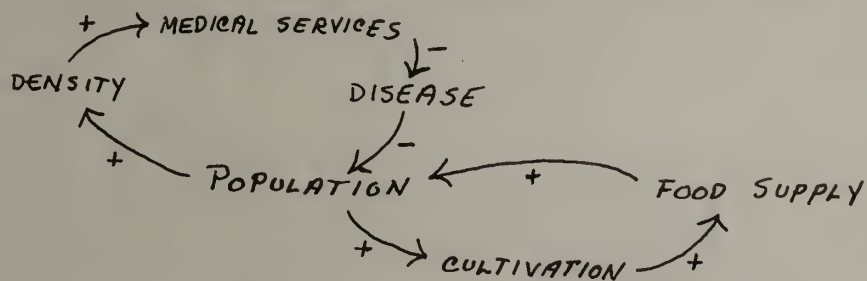 + MEDICAL SERVICES -
DENSITY
DISEASE
+ -
POPULATION + FOOD SUPPLY
+ CULTIVATION +